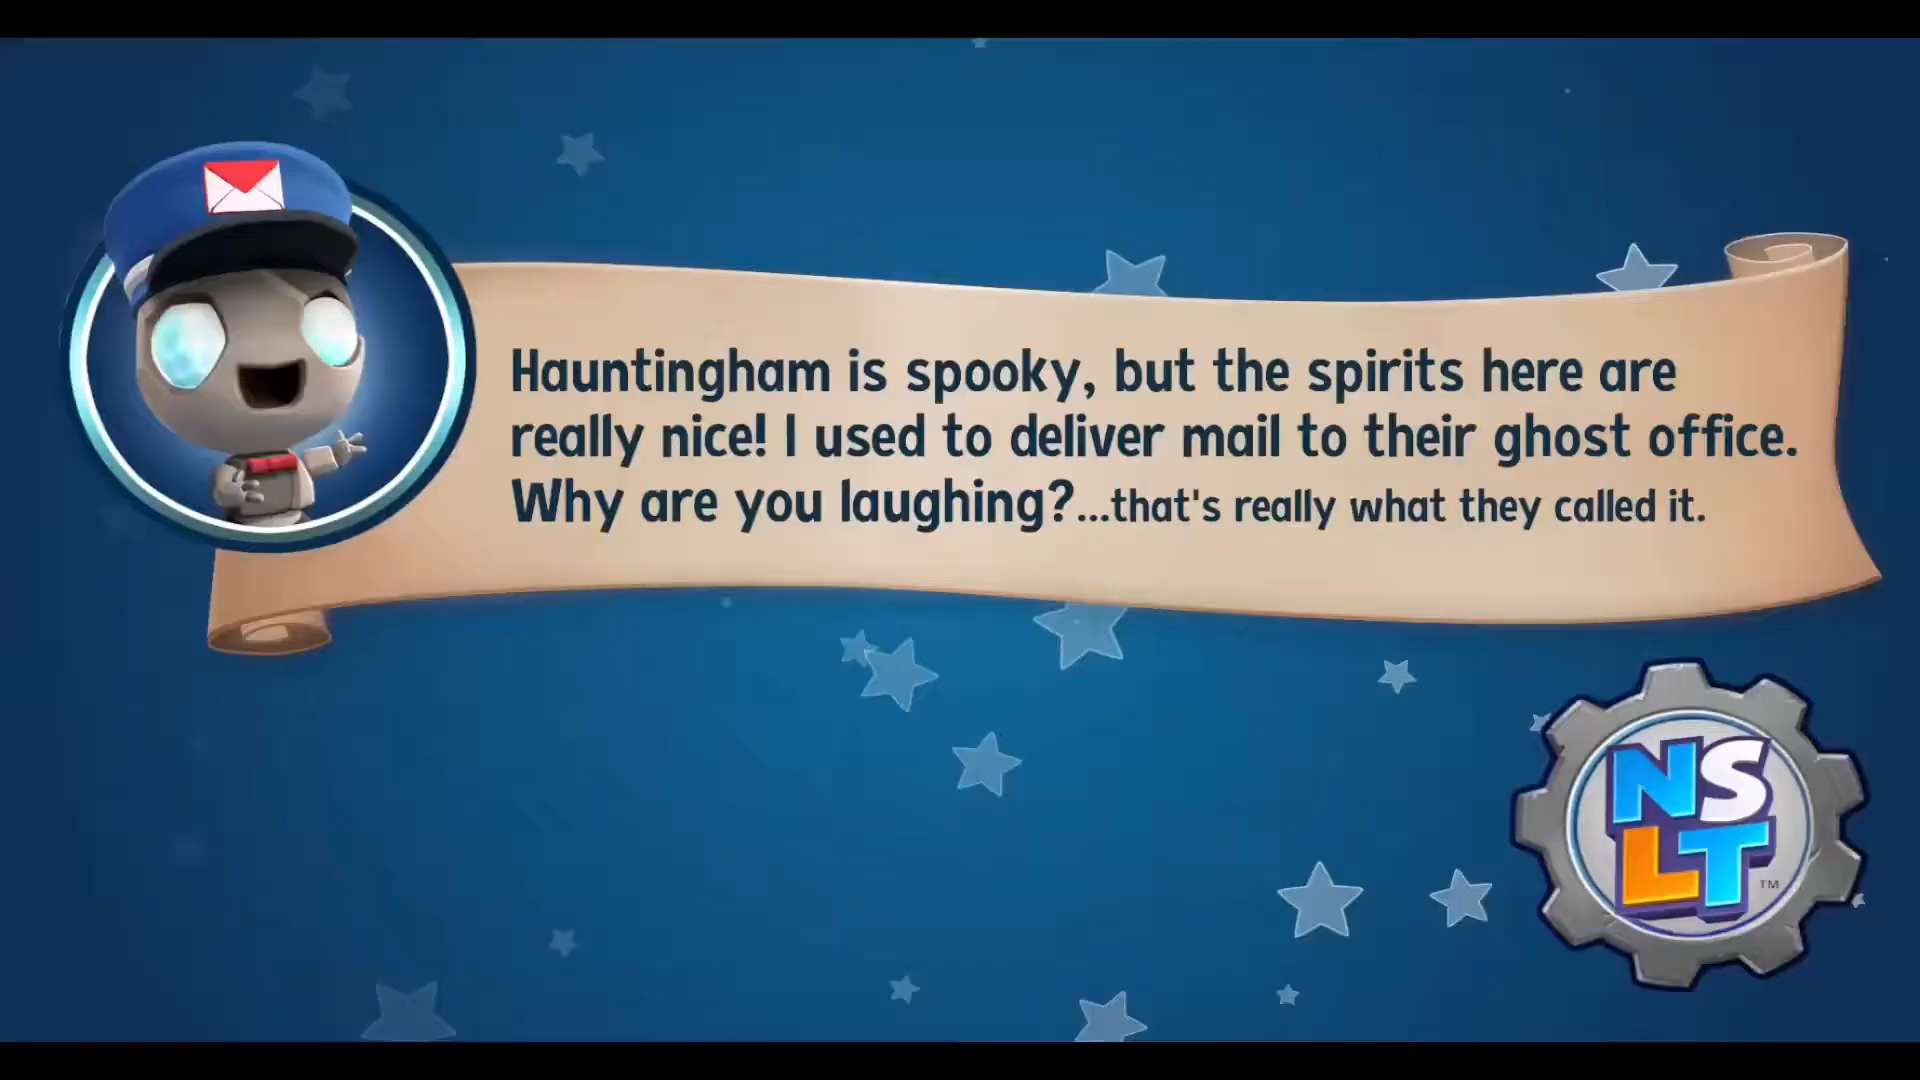 Hauntingham is spooky, but the spirits here are
really nice! I used to deliver mail to their ghost office.
Why are you laughing?...that's really what they called it.
NS
LT
TM